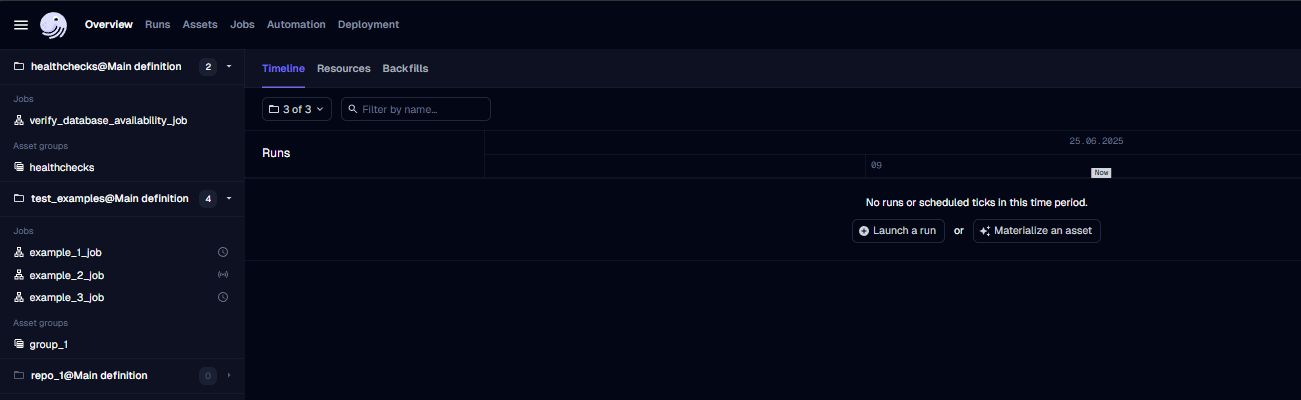 Overview Runs Assets Jobs Automation Deployment
healthchecks@Main definition 2
Jobs
verify_database_availability_job
Asset groups
healthchecks
test_examples@Main definition 4
Jobs
example_1_job
example_2_job
example_3_job
Asset groups
group_1
repo_1@Main definition 0
Timeline Resources Backfills
3 of 3 Filter by name…
Runs
25.06.2025
09
Now
No runs or scheduled ticks in this time period.
Launch a run or Materialize an asset